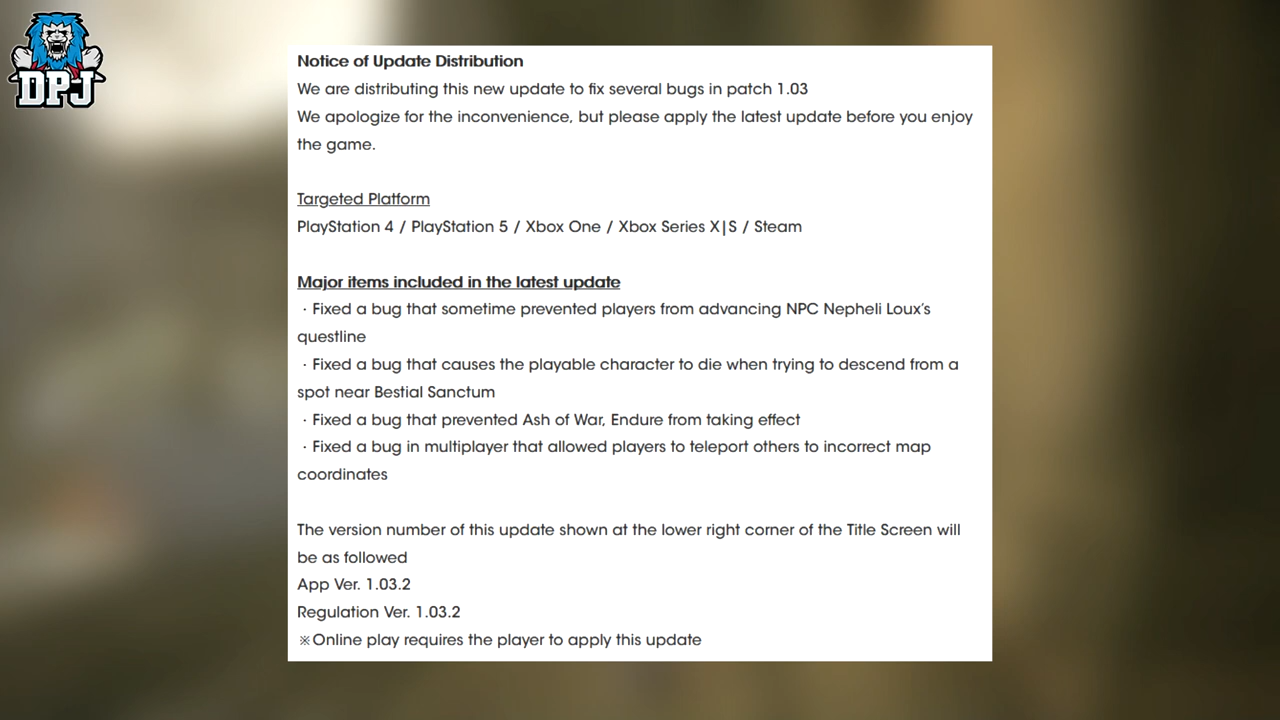 DPJ
Notice of Update Distribution
We are distributing this new update to fix several bugs in patch 1.03
We apologize for the inconvenience, but please apply the latest update before you enjoy
the game.
Targeted Platform
PlayStation 4 / PlayStation 5 / Xbox One / Xbox Series X|S / Steam
Major items included in the latest update
・Fixed a bug that sometime prevented players from advancing NPC Nepheli Loux's
questline
・Fixed a bug that causes the playable character to die when trying to descend from a
spot near Bestial Sanctum
・Fixed a bug that prevented Ash of War, Endure from taking effect
・Fixed a bug in multiplayer that allowed players to teleport others to incorrect map
coordinates
The version number of this update shown at the lower right corner of the Title Screen will
be as followed
App Ver. 1.03.2
Regulation Ver. 1.03.2
※Online play requires the player to apply this update